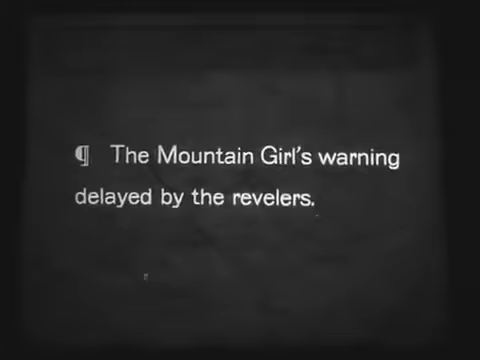 ¶ The Mountain Girl's warning
delayed by the revelers.